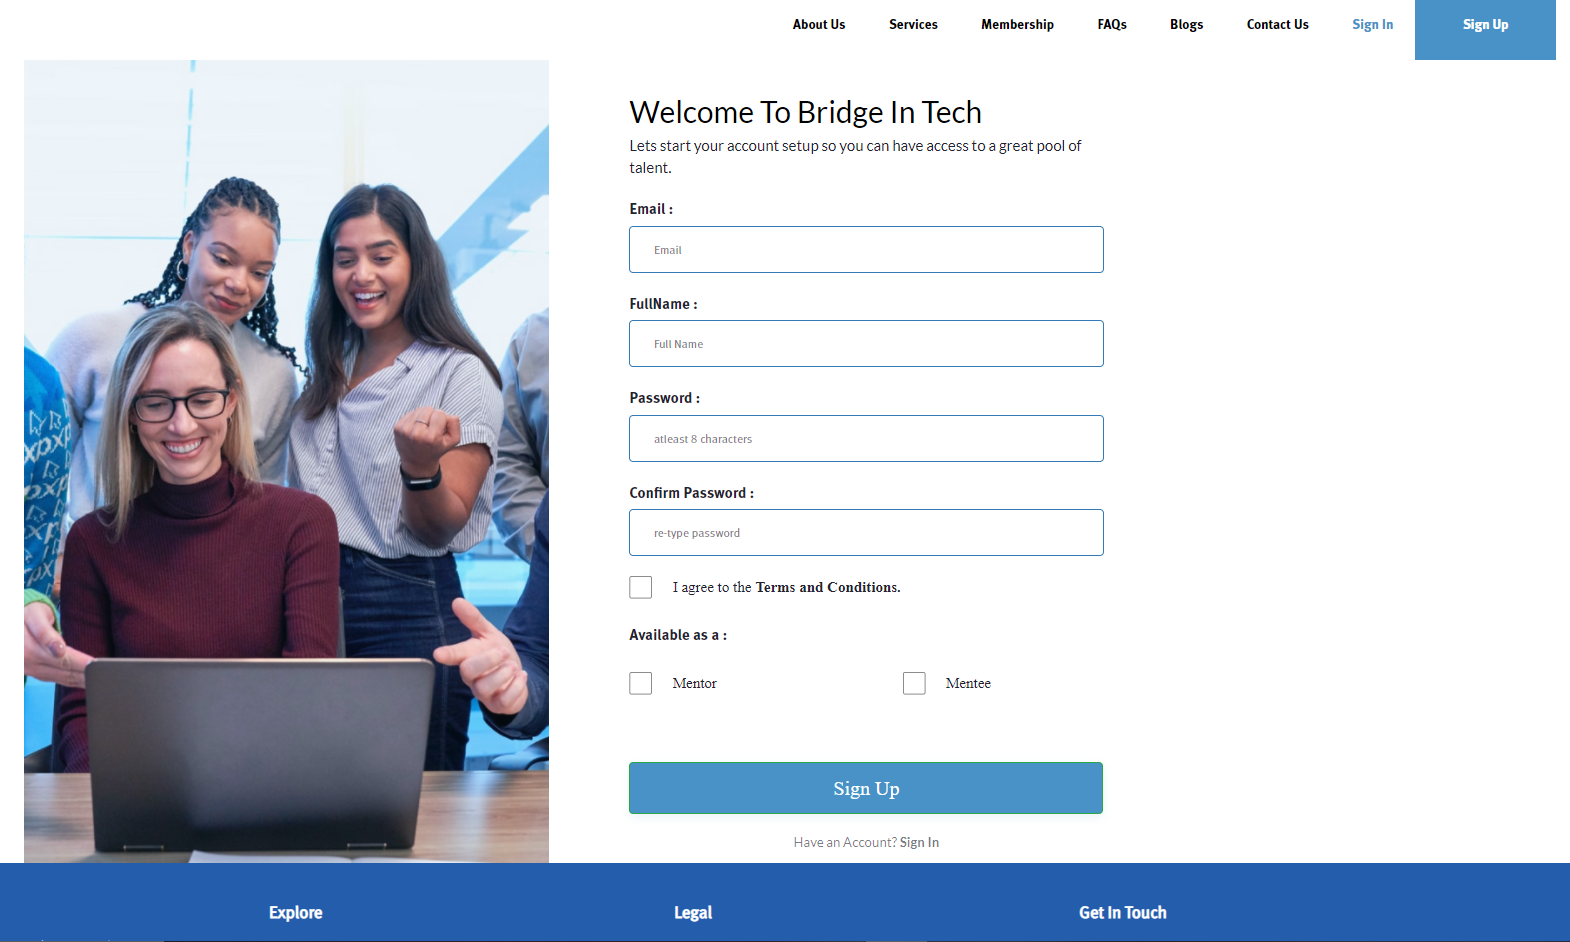 About Us Services Membership FAQs Blogs Contact Us Sign In Sign Up
Welcome To Bridge In Tech
Lets start your account setup so you can have access to a great pool of
talent.
Email :
Email
FullName :
Full Name
Password :
atleast 8 characters
Confirm Password :
re-type password
I agree to the Terms and Conditions.
Available as a :
Mentor Mentee
Sign Up
Have an Account? Sign In
Explore Legal Get In Touch